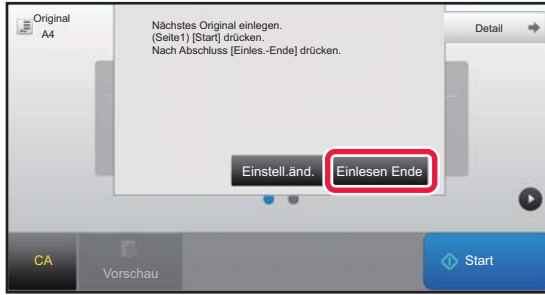 Original
A4
Nächstes Original einlegen.
(Seite1) [Start] drücken.
Nach Abschluss [Einles.-Ende] drücken.
Detail
Einstell.änd.
Einlesen Ende
CA
Vorschau
Start